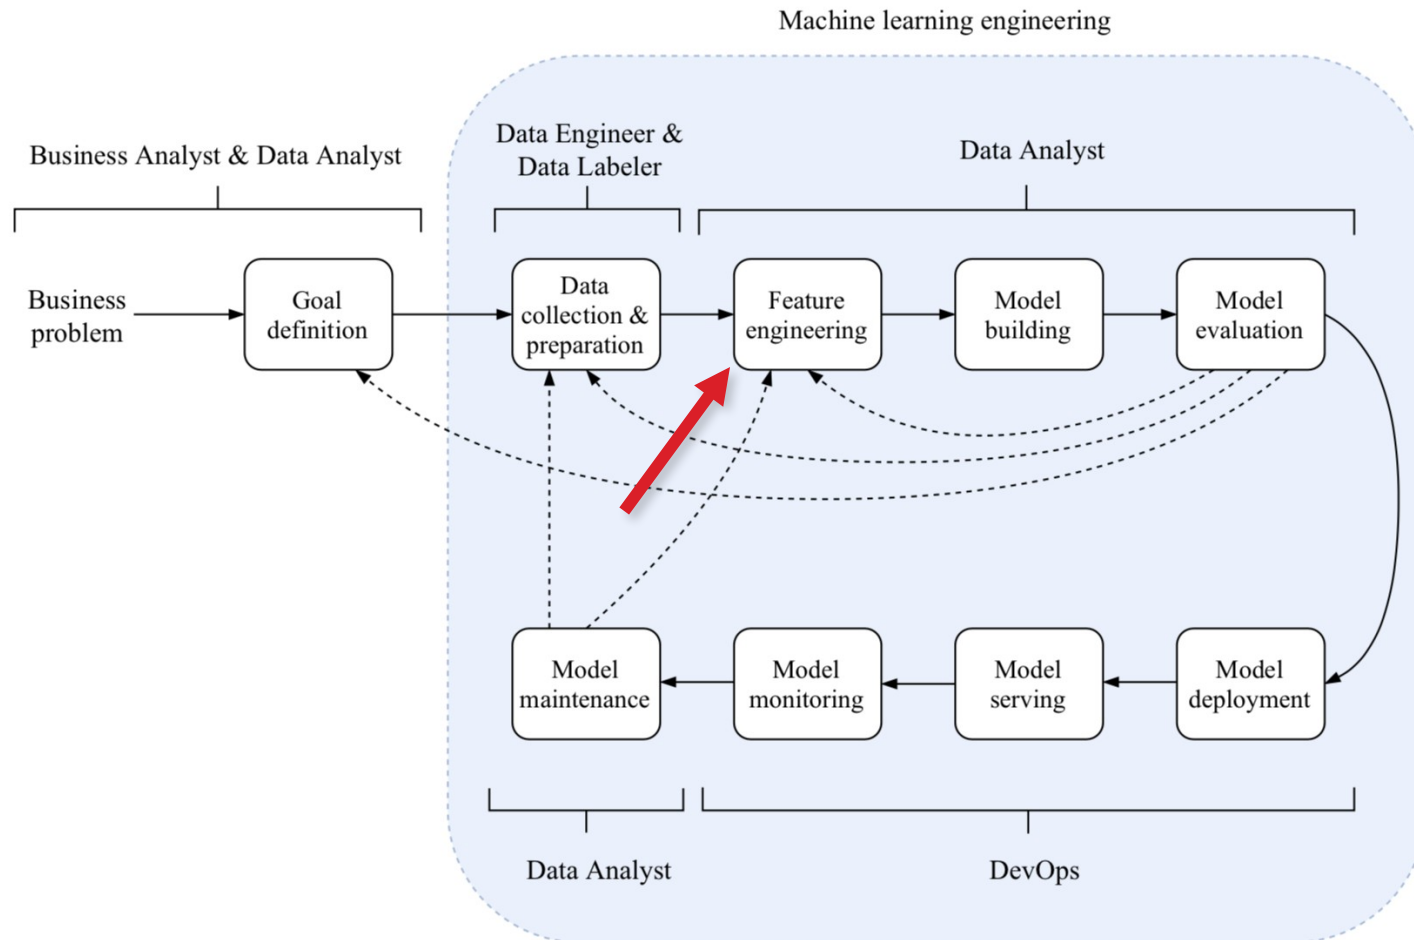 Machine learning engineering
Business Analyst & Data Analyst
Data Engineer &
Data Labeler
Data Analyst
Business
problem
Goal
definition
Data
collection &
preparation
Feature
engineering
Model
building
Model
evaluation
Model
maintenance
Model
monitoring
Model
serving
Model
deployment
Data Analyst
DevOps